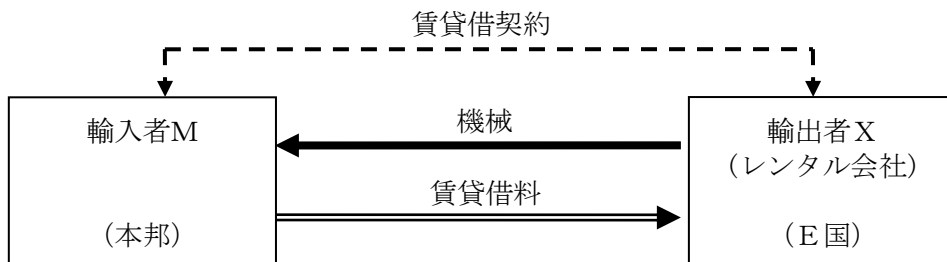 賃貸借契約
輸入者M
機械
輸出者X
（レンタル会社）
賃貸借料
（本邦）
（E国）